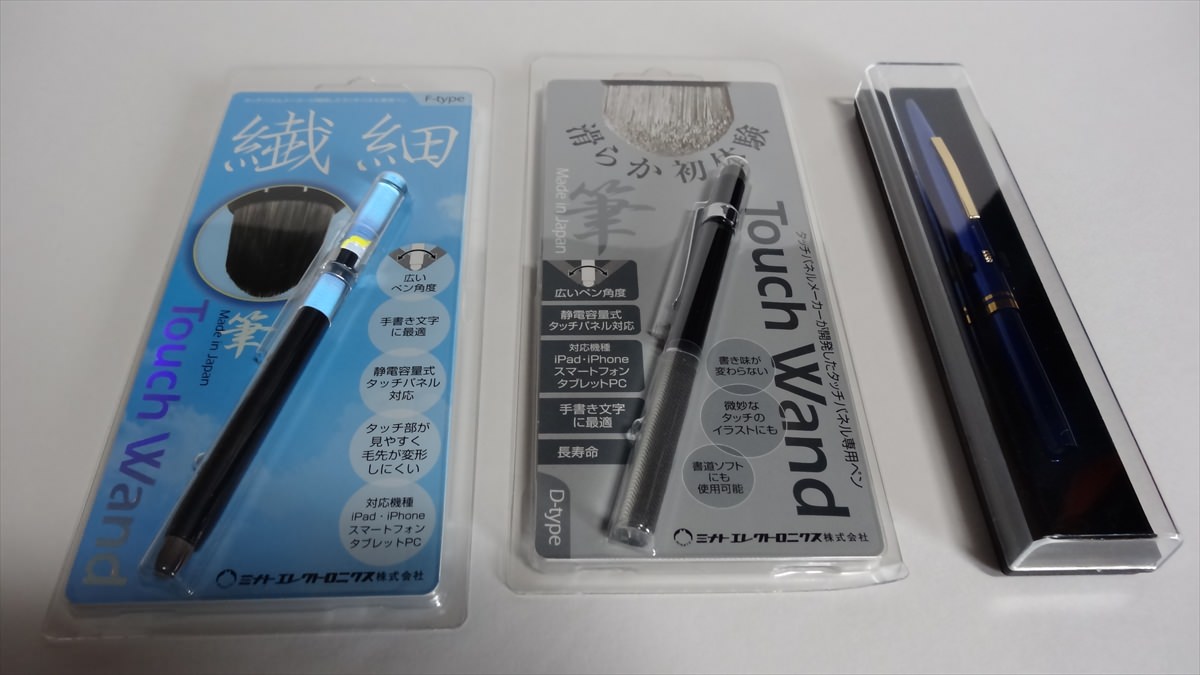 F-type
繊細
広い
ペン角度
手書き文字
に最適
静電容量式
タッチパネル
対応
タッチ部が
見やすく
毛先が変形
しにくい
対応機種
iPad・iPhone
スマートフォン
タブレットPC
筆
Made in Japan
Touch Wand
ミナトエレクトロニクス株式会社
滑らか初体験
Made in Japan
筆
広いペン角度
静電容量式
タッチパネル対応
対応機種
iPad・iPhone
スマートフォン
タブレットPC
手書き文字
に最適
長寿命
D-type
書き味が
変わらない
微妙な
タッチの
イラストにも
書道ソフト
にも
使用可能
Touch Wand
タッチパネルメーカーが開発したタッチパネル専用ペン
ミナトエレクトロニクス株式会社